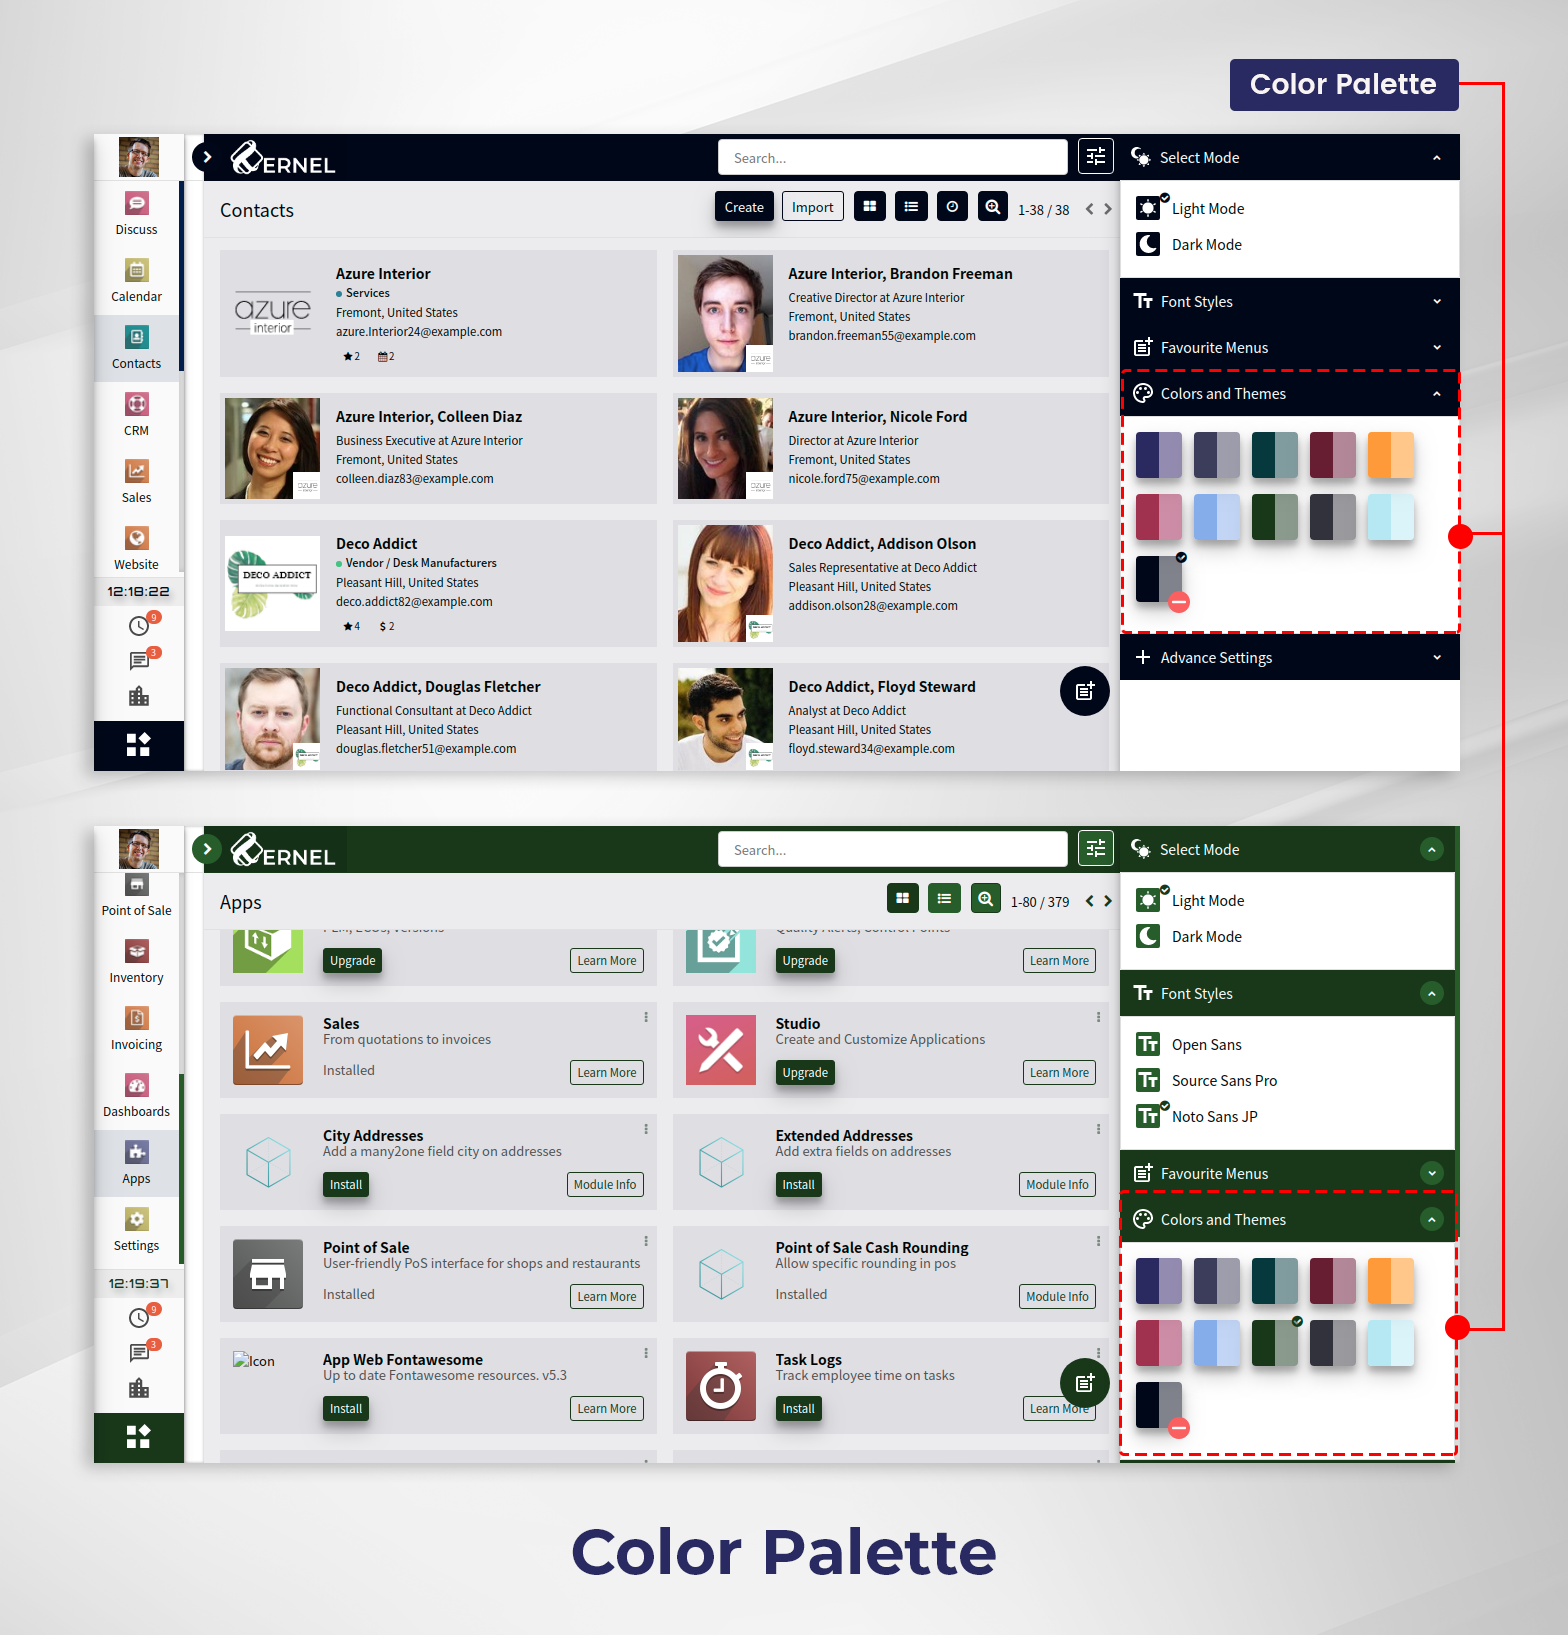 Color Palette
ERNEL
Search...
Select Mode
Discuss
Calendar
Contacts
CRM
Sales
Website
12:18:22
9
3
Contacts
Create
Import
1-38 / 38
Azure Interior
Services
Fremont, United States
azure.Interior24@example.com
2
2
azure
interior
Azure Interior, Brandon Freeman
Creative Director at Azure Interior
Fremont, United States
brandon.freeman55@example.com
Azure Interior, Colleen Diaz
Business Executive at Azure Interior
Fremont, United States
colleen.diaz83@example.com
Azure Interior, Nicole Ford
Director at Azure Interior
Fremont, United States
nicole.ford75@example.com
DECO ADDICT
Deco Addict
Vendor / Desk Manufacturers
Pleasant Hill, United States
deco.addict82@example.com
4
$ 2
Deco Addict, Addison Olson
Sales Representative at Deco Addict
Pleasant Hill, United States
addison.olson28@example.com
Deco Addict, Douglas Fletcher
Functional Consultant at Deco Addict
Pleasant Hill, United States
douglas.fletcher51@example.com
Deco Addict, Floyd Steward
Analyst at Deco Addict
Pleasant Hill, United States
floyd.steward34@example.com
Light Mode
Dark Mode
Font Styles
Favourite Menus
Colors and Themes
Advance Settings
ERNEL
Search...
Select Mode
Point of Sale
Inventory
Invoicing
Dashboards
Apps
Settings
12:19:37
9
3
Apps
1-80 / 379
Upgrade
Learn More
Upgrade
Learn More
Sales
From quotations to invoices
Installed
Learn More
Studio
Create and Customize Applications
Upgrade
Learn More
City Addresses
Add a many2one field city on addresses
Install
Module Info
Extended Addresses
Add extra fields on addresses
Install
Module Info
Point of Sale
User-friendly PoS interface for shops and restaurants
Installed
Learn More
Point of Sale Cash Rounding
Allow specific rounding in pos
Installed
Module Info
Icon
App Web Fontawesome
Up to date Fontawesome resources. v5.3
Install
Learn More
Task Logs
Track employee time on tasks
Install
Learn More
Light Mode
Dark Mode
Font Styles
Open Sans
Source Sans Pro
Noto Sans JP
Favourite Menus
Colors and Themes
Color Palette